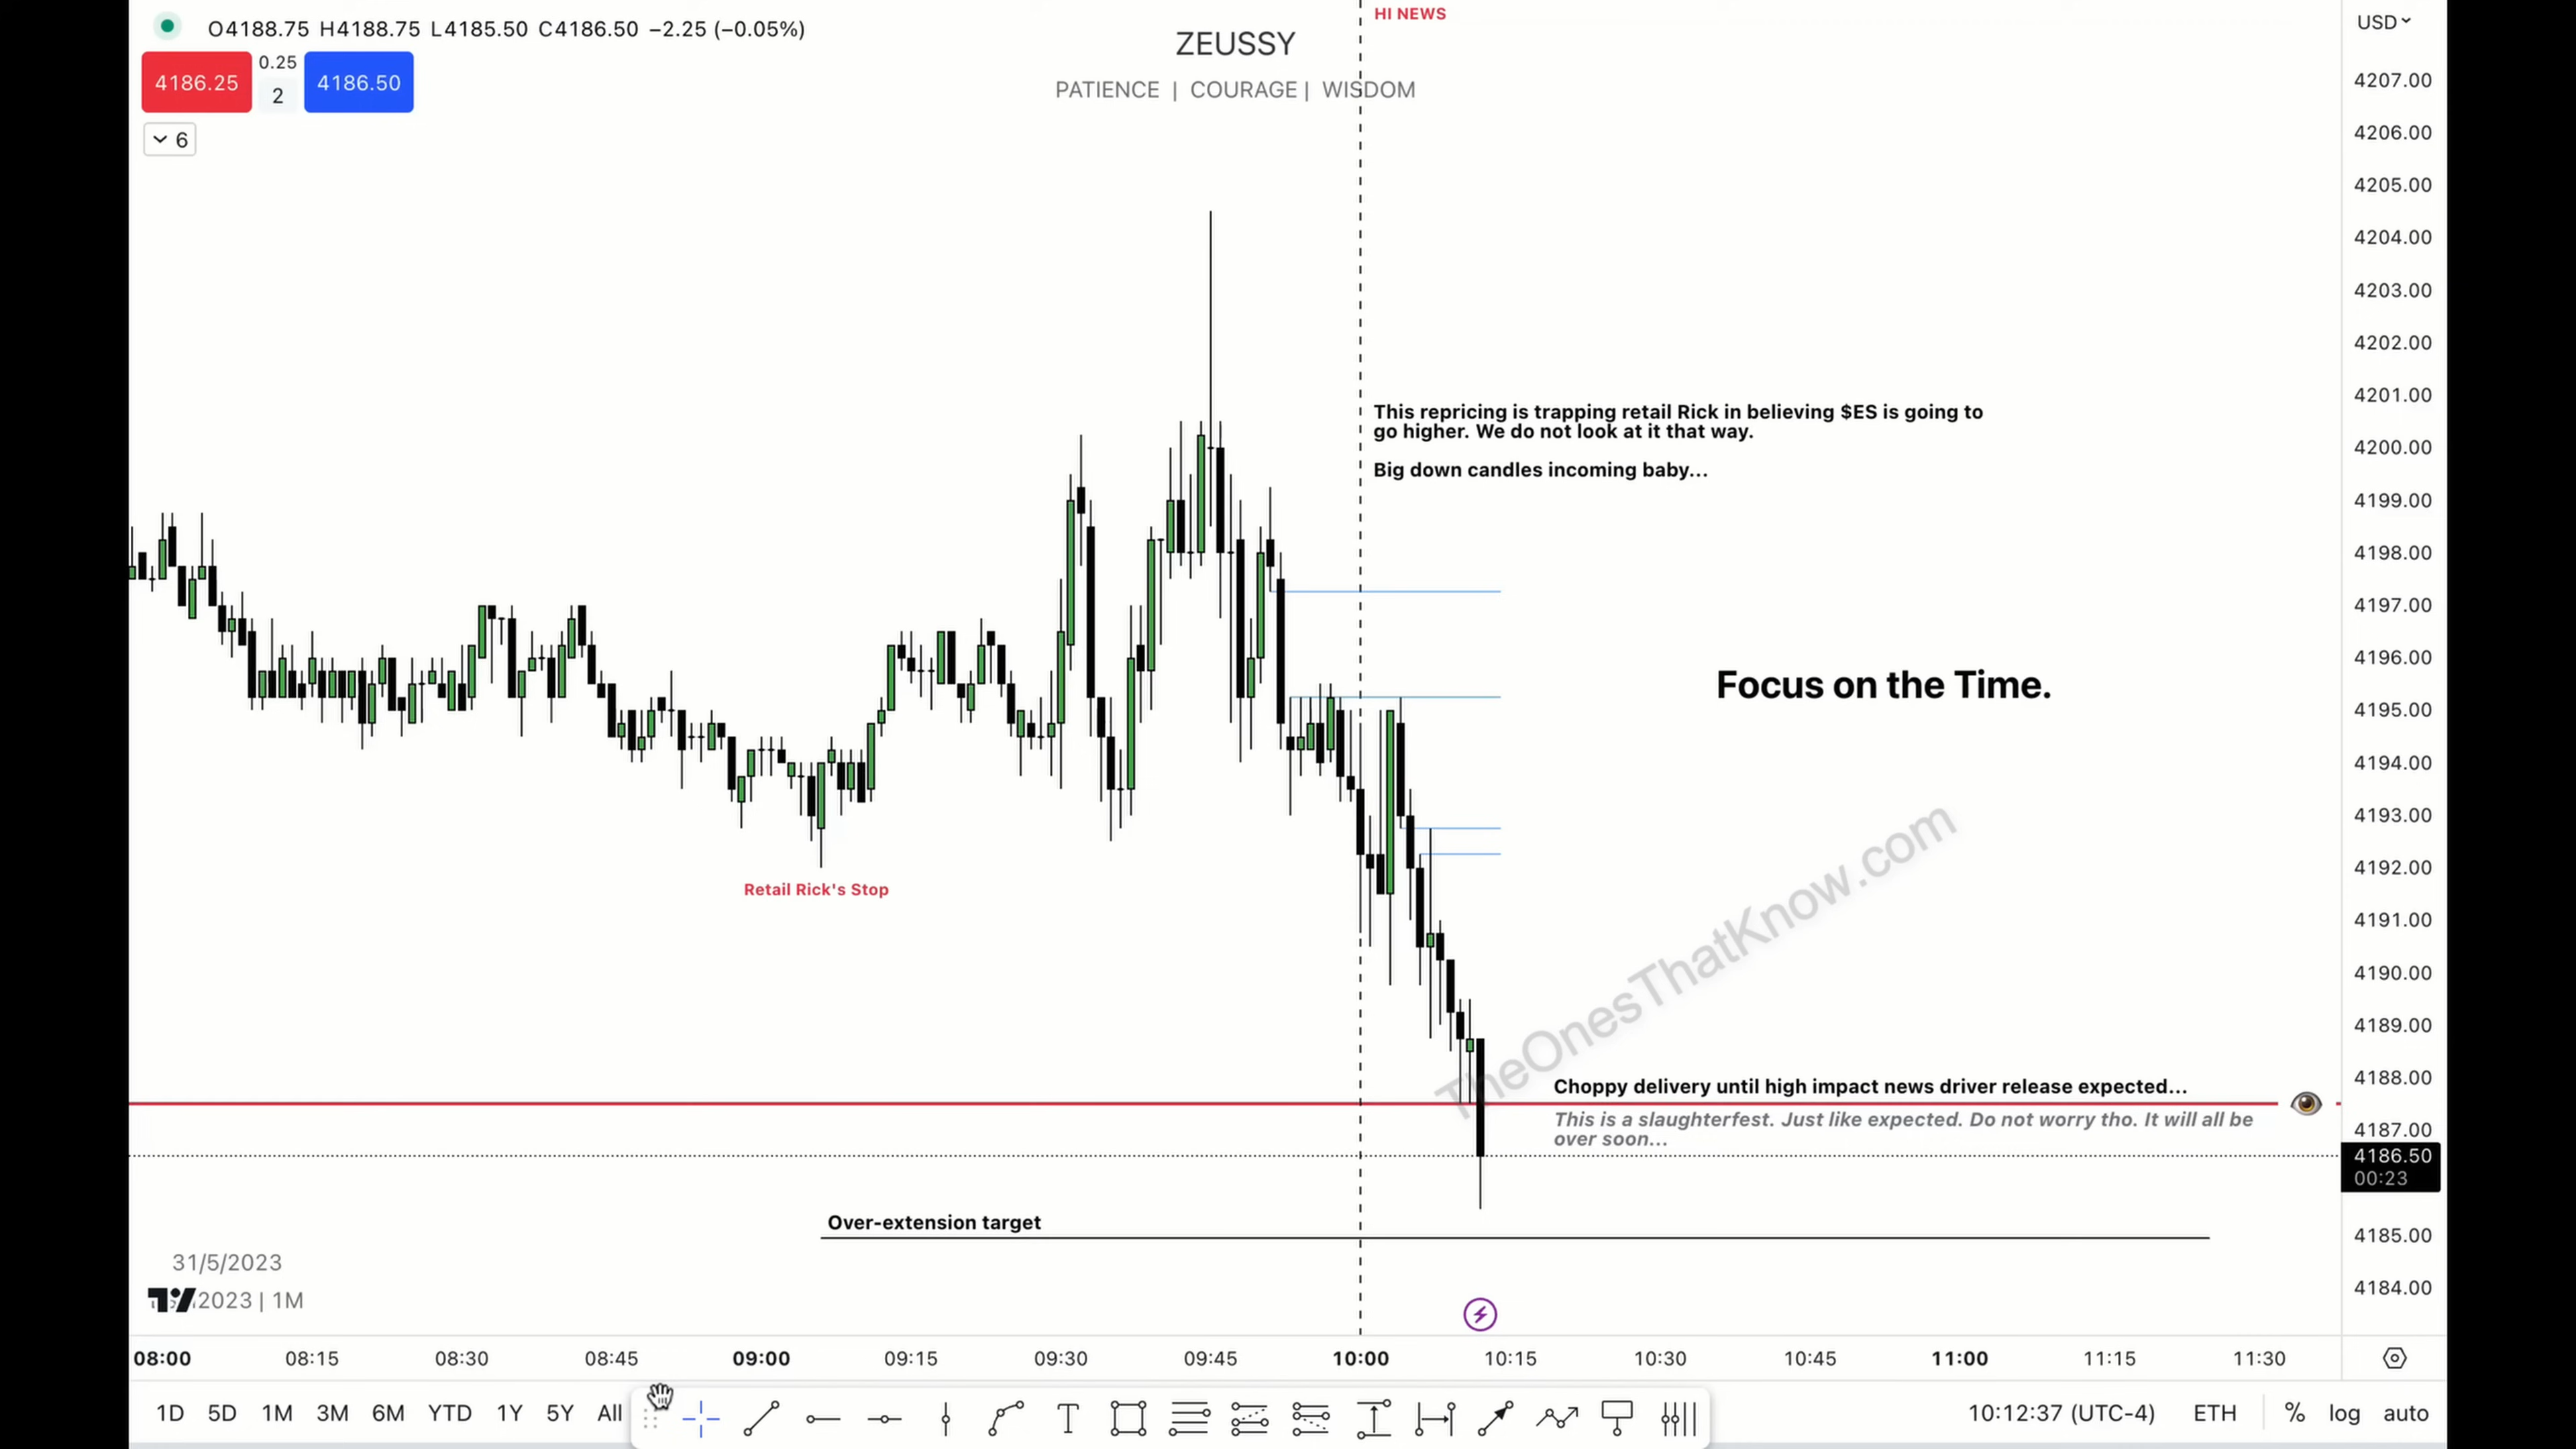 HI NEWS
O4188.75 H4188.75 L4185.50 C4186.50 −2.25 (−0.05%)
USD
ZEUSSY
4186.25
0.25
2
4186.50
PATIENCE | COURAGE | WISDOM
6
4207.00
4206.00
4205.00
4204.00
4203.00
4202.00
4201.00
4200.00
4199.00
4198.00
4197.00
4196.00
4195.00
4194.00
4193.00
4192.00
4191.00
4190.00
4189.00
4188.00
4187.00
4186.50
00:23
4185.00
4184.00
This repricing is trapping retail Rick in believing $ES is going to
go higher. We do not look at it that way.
Big down candles incoming baby...
Focus on the Time.
TheOnesThatKnow.com
Retail Rick's Stop
Choppy delivery until high impact news driver release expected...
This is a slaughterfest. Just like expected. Do not worry tho. It will all be
over soon...
Over-extension target
31/5/2023
2023 | 1M
08:00 08:15 08:30 08:45 09:00 09:15 09:30 09:45 10:00 10:15 10:30 10:45 11:00 11:15 11:30
1D 5D 1M 3M 6M YTD 1Y 5Y All
10:12:37 (UTC-4) ETH % log auto